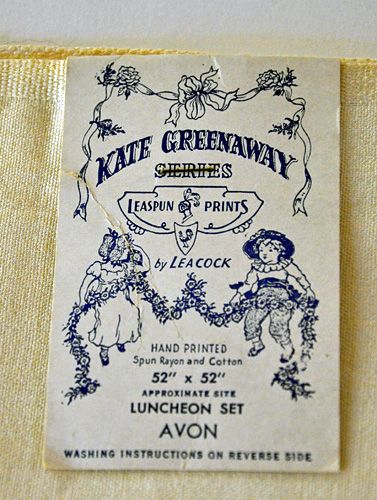 KATE GREENAWAY
SERIES
LEASPUN PRINTS
by LEACOCK
HAND PRINTED
Spun Rayon and Cotton
52" x 52"
APPROXIMATE SIZE
LUNCHEON SET
AVON
WASHING INSTRUCTIONS ON REVERSE SIDE